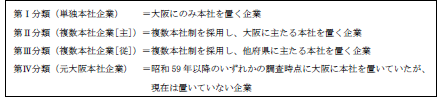 第Ⅰ分類（単独本社企業）　　＝大阪にのみ本社を置く企業
第Ⅱ分類（複数本社企業［主］）＝複数本社制を採用し、大阪に主たる本社を置く企業
第Ⅲ分類（複数本社企業［従］）＝複数本社制を採用し、他府県に主たる本社を置く企業
第Ⅳ分類（元大阪本社企業）　＝昭和 59 年以降のいずれかの調査時点に大阪に本社を置いていたが、
現在は置いていない企業